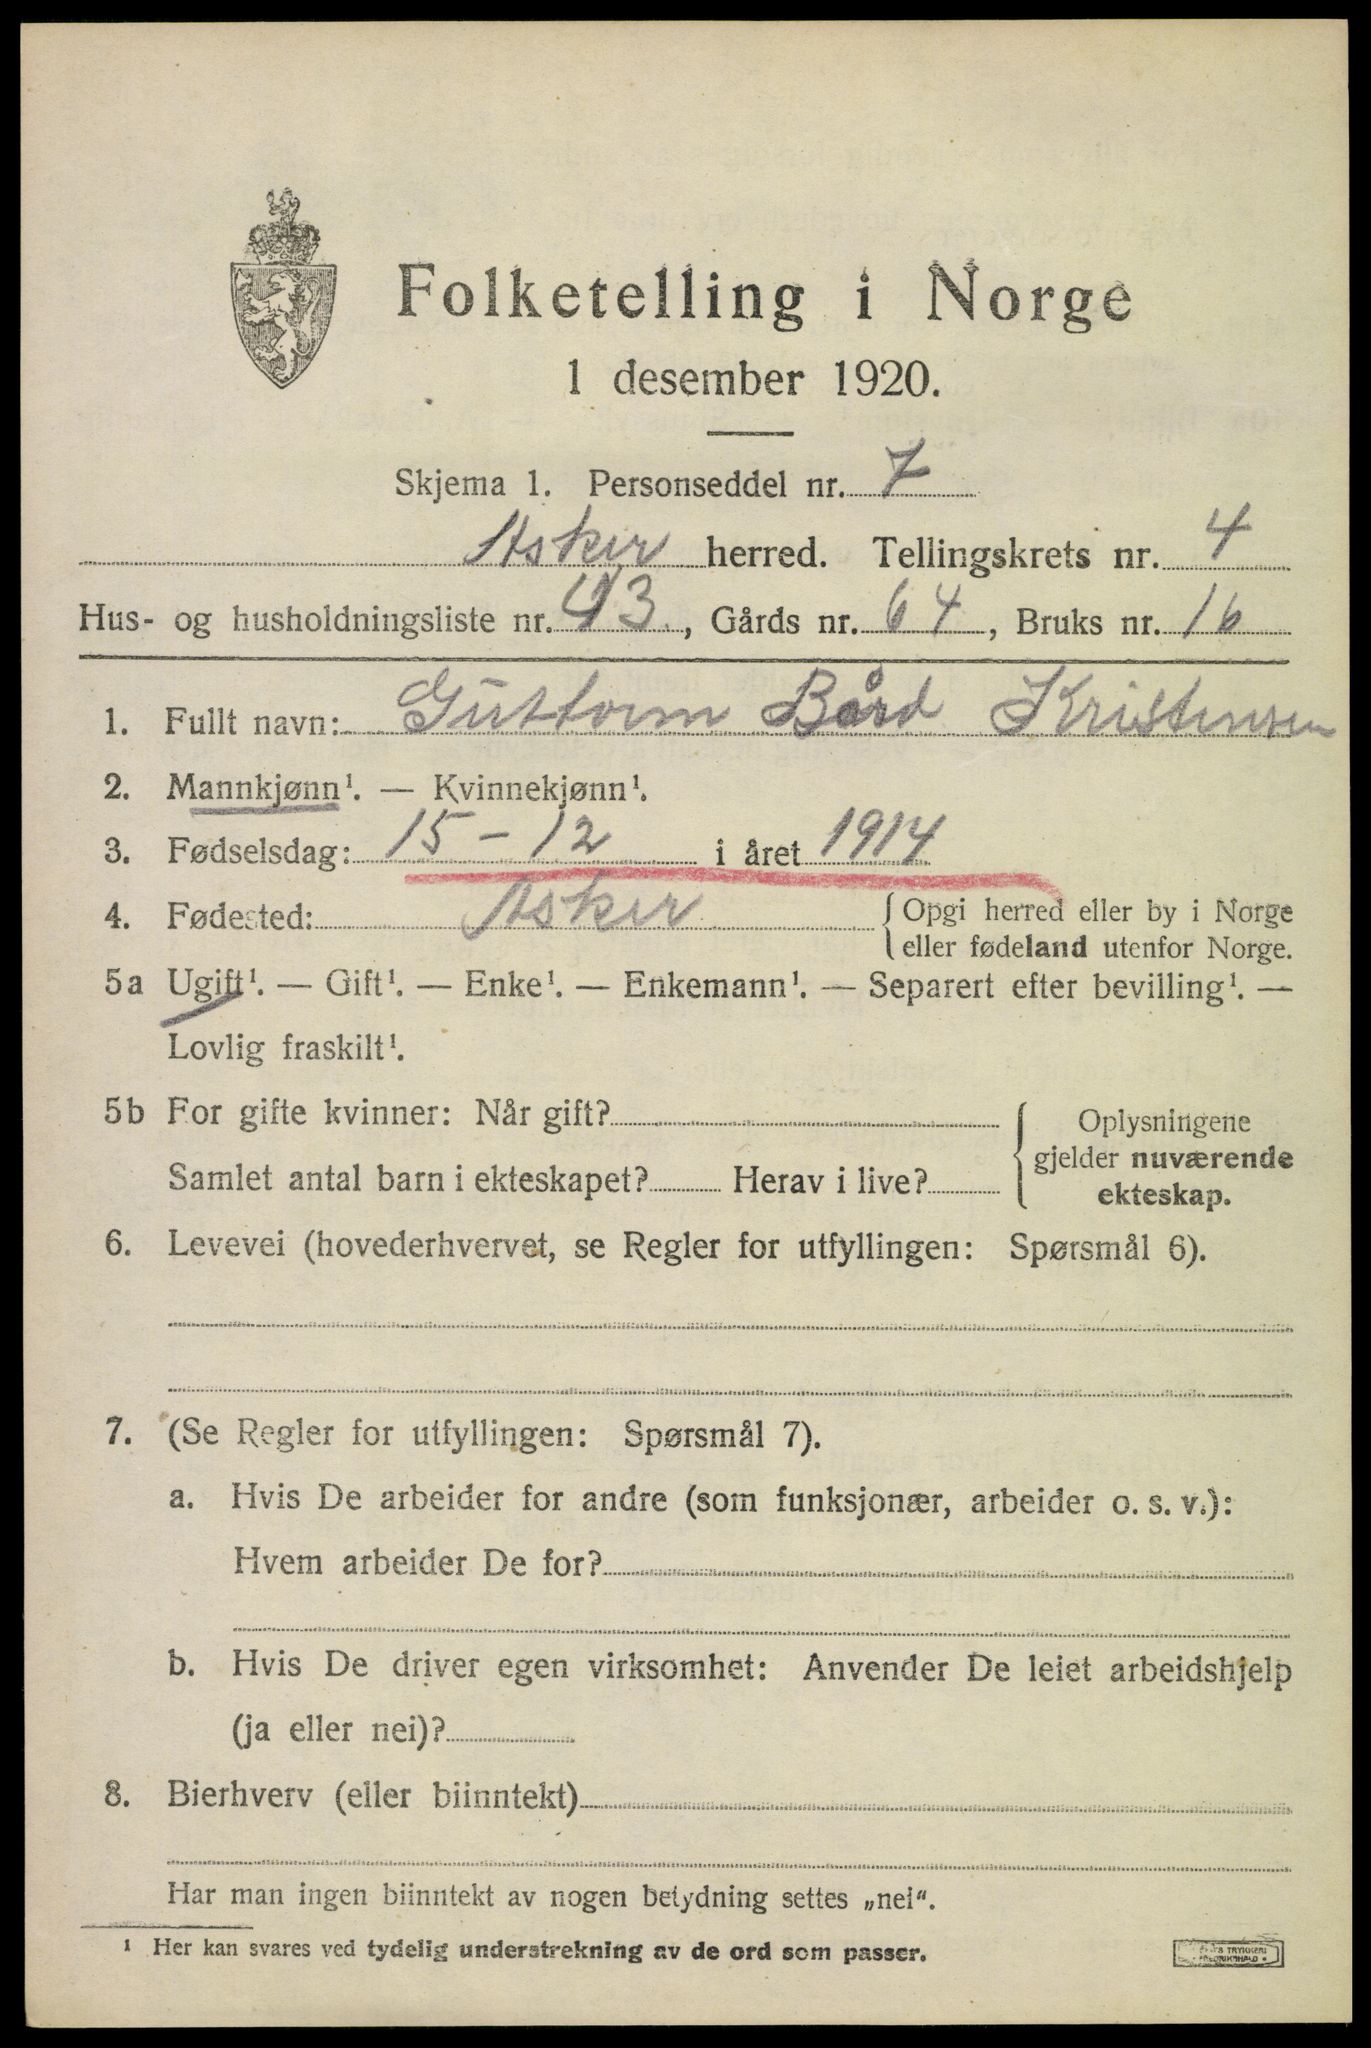 Folketelling i Norge
1 desember 1920.
Skjema 1. Personseddel nr. 7
Asker herred. Tellingskrets nr. 4
Hus- og husholdningsliste nr. 43, Gårds nr. 64, Bruks nr. 16
1. Fullt navn: Guttorm Bård Kristensen
2. Mannkjønn¹. — Kvinnekjønn¹.
3. Fødselsdag: 15-12 i året 1914
4. Fødested: Asker { Opgi herred eller by i Norge
eller fødeland utenfor Norge.
5a Ugift¹. — Gift¹. — Enke¹. — Enkemann¹. — Separert efter bevilling¹. —
Lovlig fraskilt¹.
5b For gifte kvinner: Når gift?
Samlet antal barn i ekteskapet? Herav i live?
{ Oplysningene
gjelder nuværende
ekteskap.
6. Levevei (hovederhvervet, se Regler for utfyllingen: Spørsmål 6).
7. (Se Regler for utfyllingen: Spørsmål 7).
a. Hvis De arbeider for andre (som funksjonær, arbeider o. s. v.):
Hvem arbeider De for?
b. Hvis De driver egen virksomhet: Anvender De leiet arbeidshjelp
(ja eller nei)?
8. Bierhverv (eller biinntekt)
Har man ingen biinntekt av nogen betydning settes „nei“.
¹ Her kan svares ved tydelig understrekning av de ord som passer.
TRYKKERI